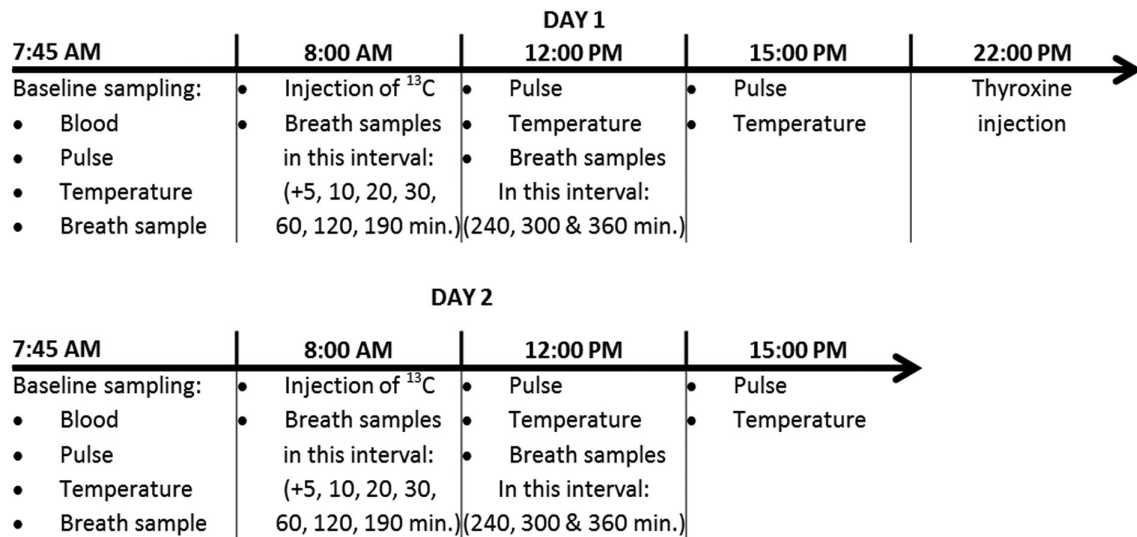 DAY 1
7:45 AM 8:00 AM 12:00 PM 15:00 PM 22:00 PM
Baseline sampling: • Injection of ¹³C • Pulse • Pulse Thyroxine
• Blood • Breath samples • Temperature • Temperature injection
• Pulse in this interval: • Breath samples
• Temperature (+5, 10, 20, 30, In this interval:
• Breath sample 60, 120, 190 min.) (240, 300 & 360 min.)
DAY 2
7:45 AM 8:00 AM 12:00 PM 15:00 PM
Baseline sampling: • Injection of ¹³C • Pulse • Pulse
• Blood • Breath samples • Temperature • Temperature
• Pulse in this interval: • Breath samples
• Temperature (+5, 10, 20, 30, In this interval:
• Breath sample 60, 120, 190 min.) (240, 300 & 360 min.)